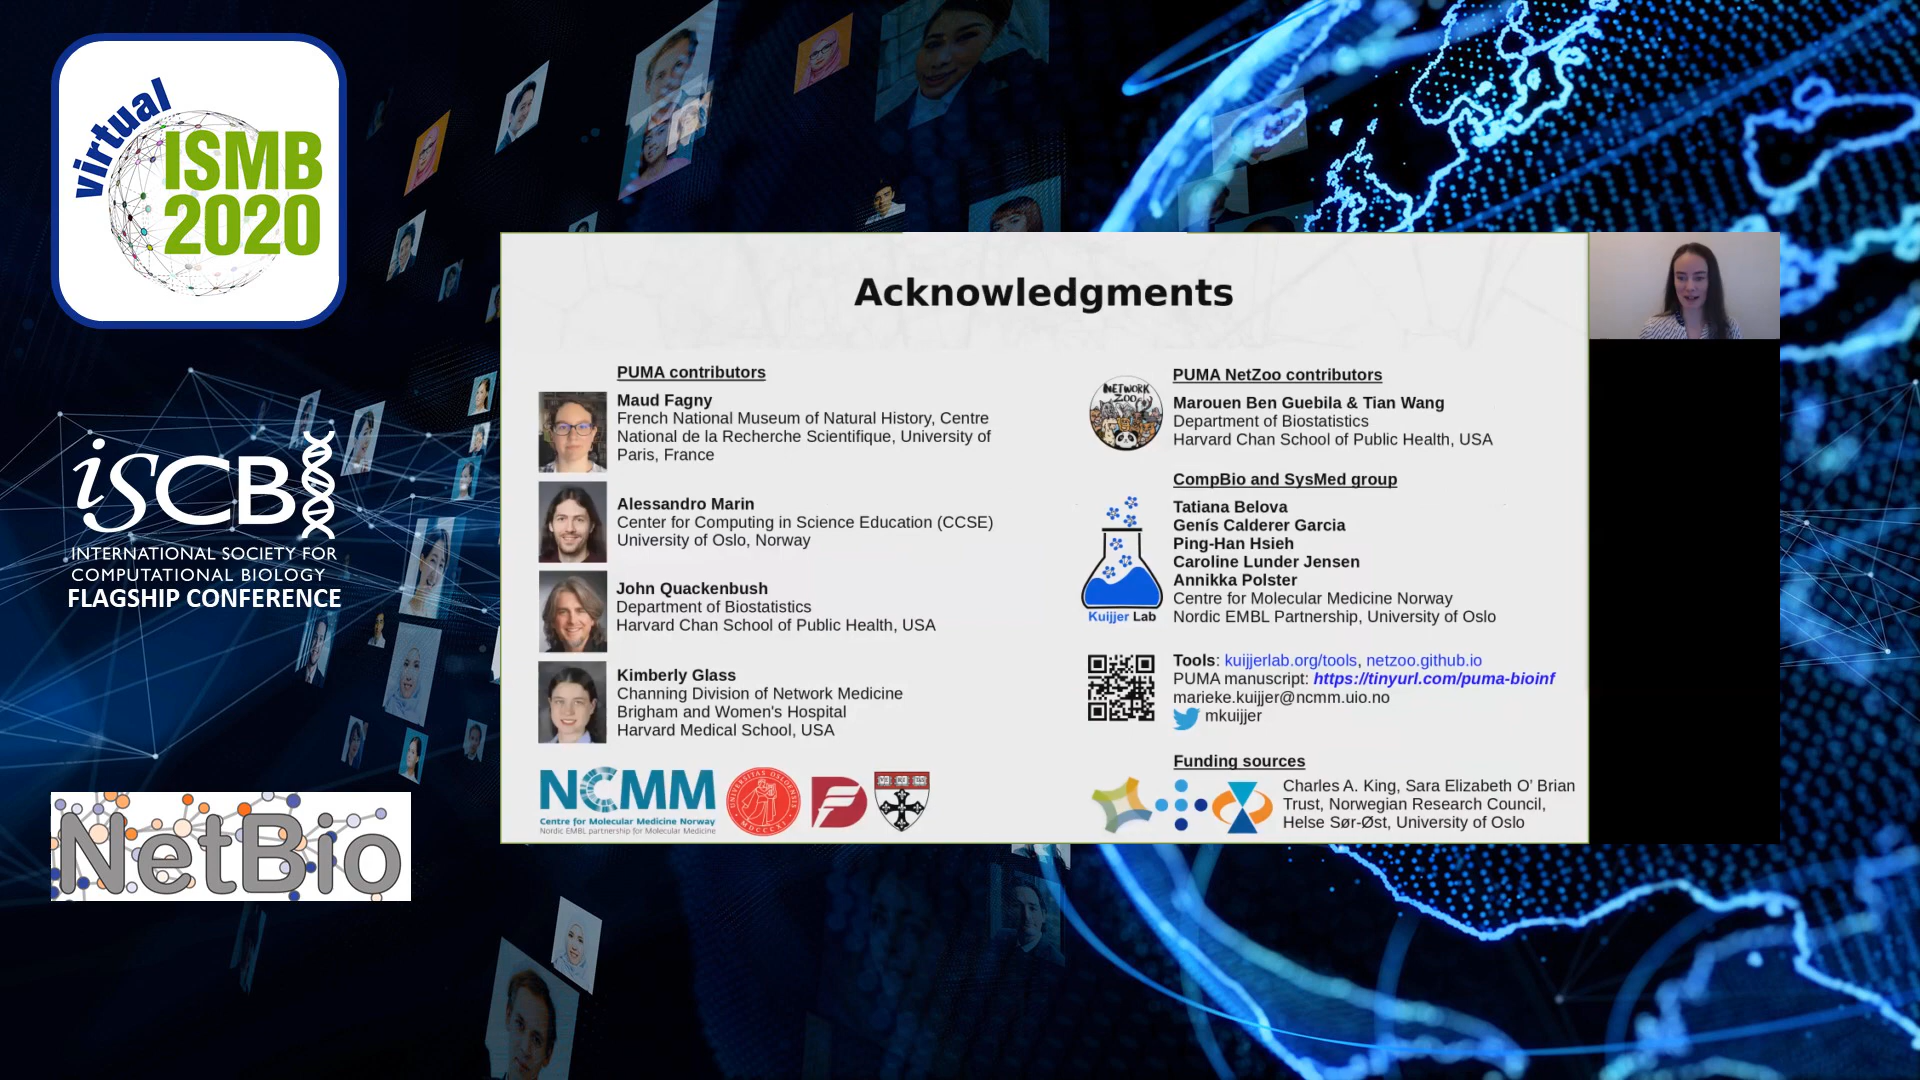 virtual
ISMB
2020
iSCB
INTERNATIONAL SOCIETY FOR
COMPUTATIONAL BIOLOGY
FLAGSHIP CONFERENCE
NetBio
Acknowledgments
PUMA contributors
Maud Fagny
French National Museum of Natural History, Centre
National de la Recherche Scientifique, University of
Paris, France
Alessandro Marin
Center for Computing in Science Education (CCSE)
University of Oslo, Norway
John Quackenbush
Department of Biostatistics
Harvard Chan School of Public Health, USA
Kimberly Glass
Channing Division of Network Medicine
Brigham and Women's Hospital
Harvard Medical School, USA
NCMM
Centre for Molecular Medicine Norway
Nordic EMBL partnership for Molecular Medicine
UNIVERSITAS OSLOENSIS
MDCCCXI
NETWORK
ZOO
PUMA NetZoo contributors
Marouen Ben Guebila & Tian Wang
Department of Biostatistics
Harvard Chan School of Public Health, USA
CompBio and SysMed group
Tatiana Belova
Genís Calderer Garcia
Ping-Han Hsieh
Caroline Lunder Jensen
Annikka Polster
Centre for Molecular Medicine Norway
Nordic EMBL Partnership, University of Oslo
Kuijjer Lab
Tools: kuijjerlab.org/tools, netzoo.github.io
PUMA manuscript: https://tinyurl.com/puma-bioinf
marieke.kuijjer@ncmm.uio.no
mkuijjer
Funding sources
Charles A. King, Sara Elizabeth O' Brian
Trust, Norwegian Research Council,
Helse Sør-Øst, University of Oslo